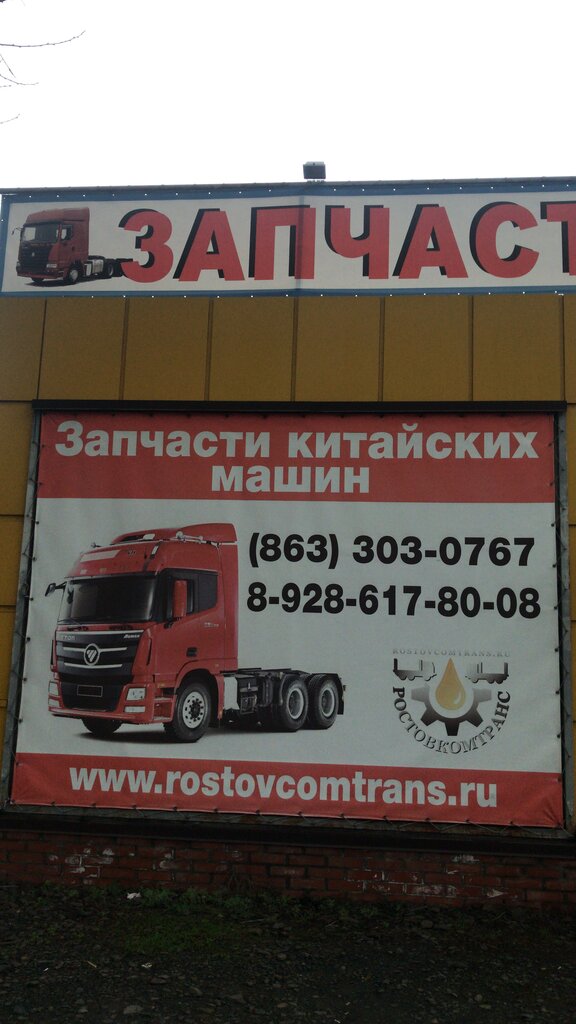 ЗАПЧАСТ
Запчасти китайских
машин
(863) 303-0767
8-928-617-80-08
ROSTOVCOMTRANS.RU
РОСТОВКОМТРАНС
www.rostovcomtrans.ru